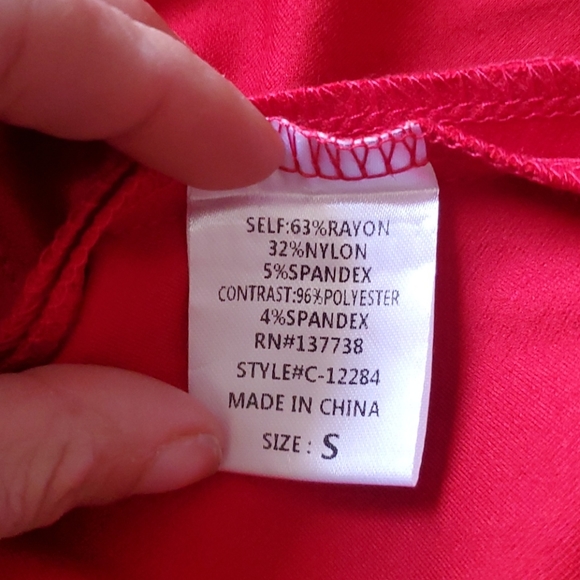 SELF:63%RAYON
32%NYLON
5%SPANDEX
CONTRAST:96%POLYESTER
4%SPANDEX
RN#137738
STYLE#C-12284
MADE IN CHINA
SIZE : S